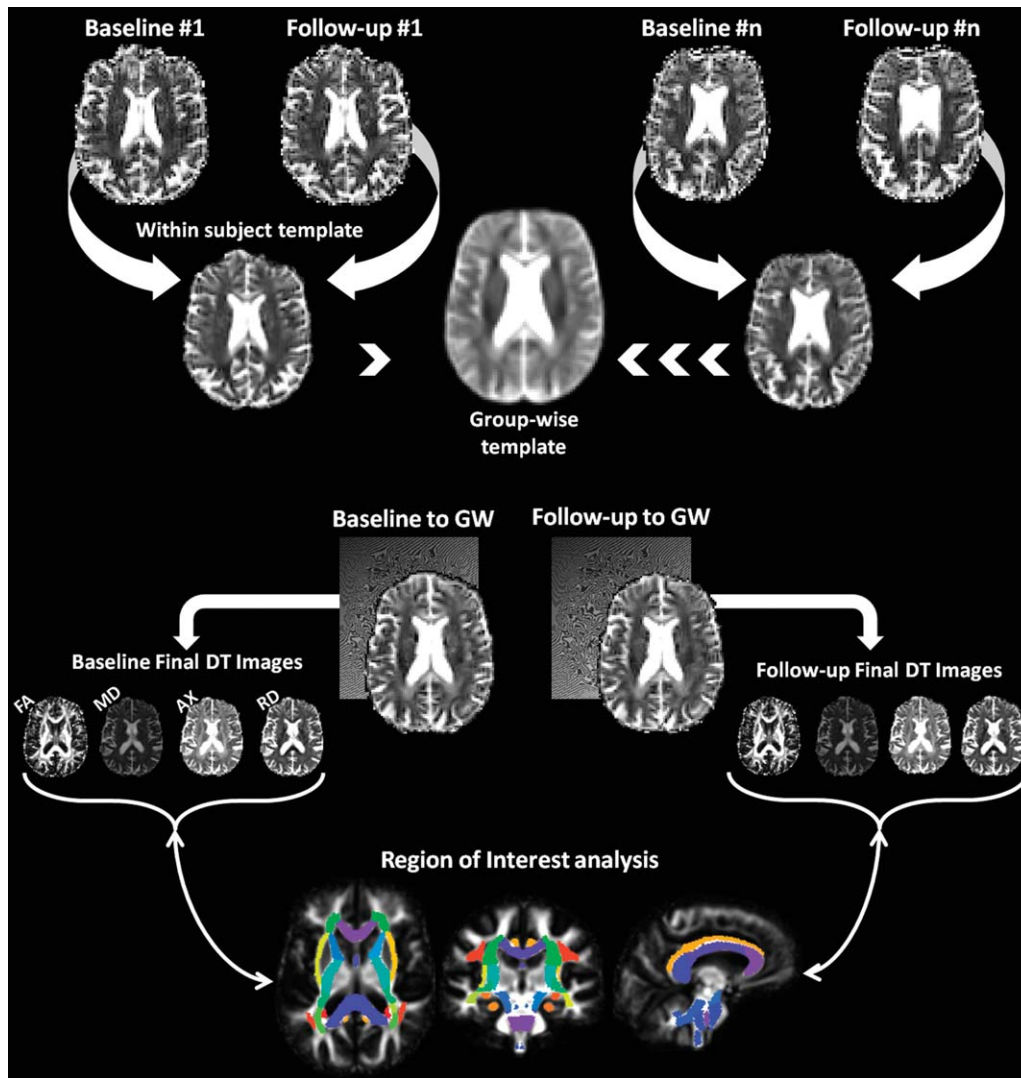 Baseline #1
Follow-up #1
Baseline #n
Follow-up #n
Within subject template
Group-wise
template
Baseline to GW
Follow-up to GW
Baseline Final DT Images
Follow-up Final DT Images
FA
MD
AX
RD
Region of Interest analysis